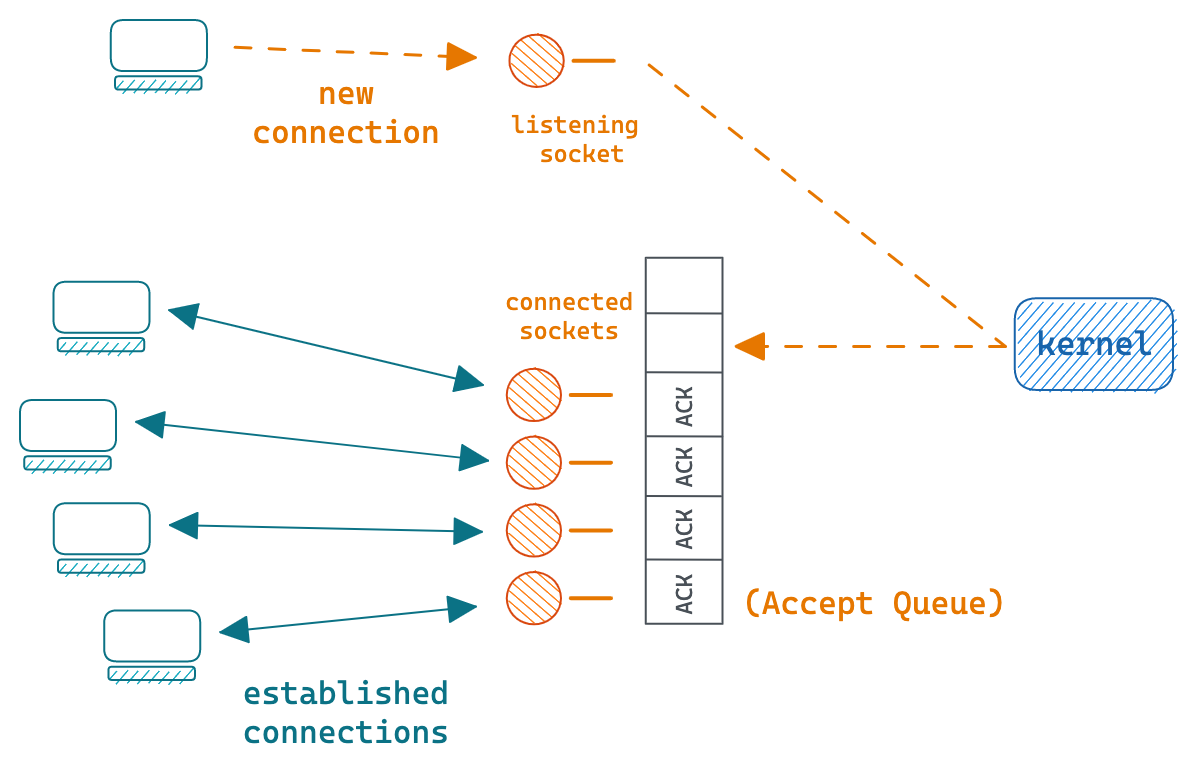 new
connection
listening
socket
connected
sockets
kernel
ACK
ACK
ACK
ACK
(Accept Queue)
established
connections